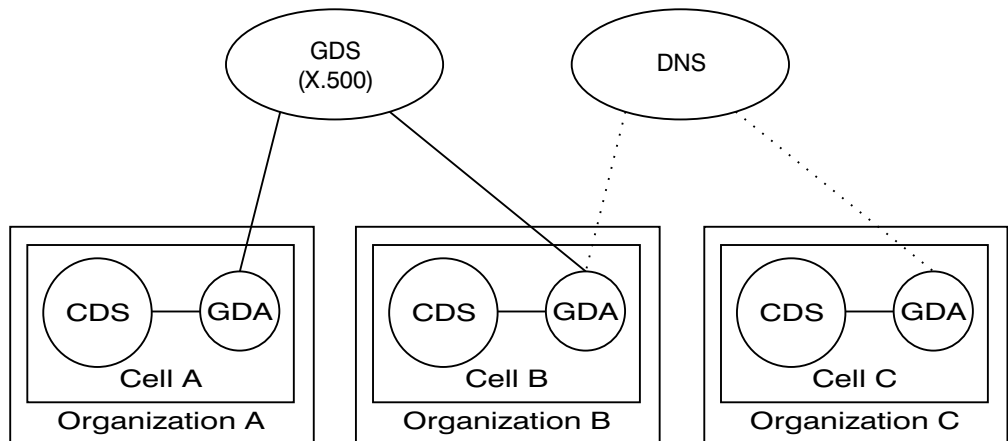 GDS
(X.500)
DNS
CDS
GDA
CDS
GDA
CDS
GDA
Cell A
Cell B
Cell C
Organization A
Organization B
Organization C